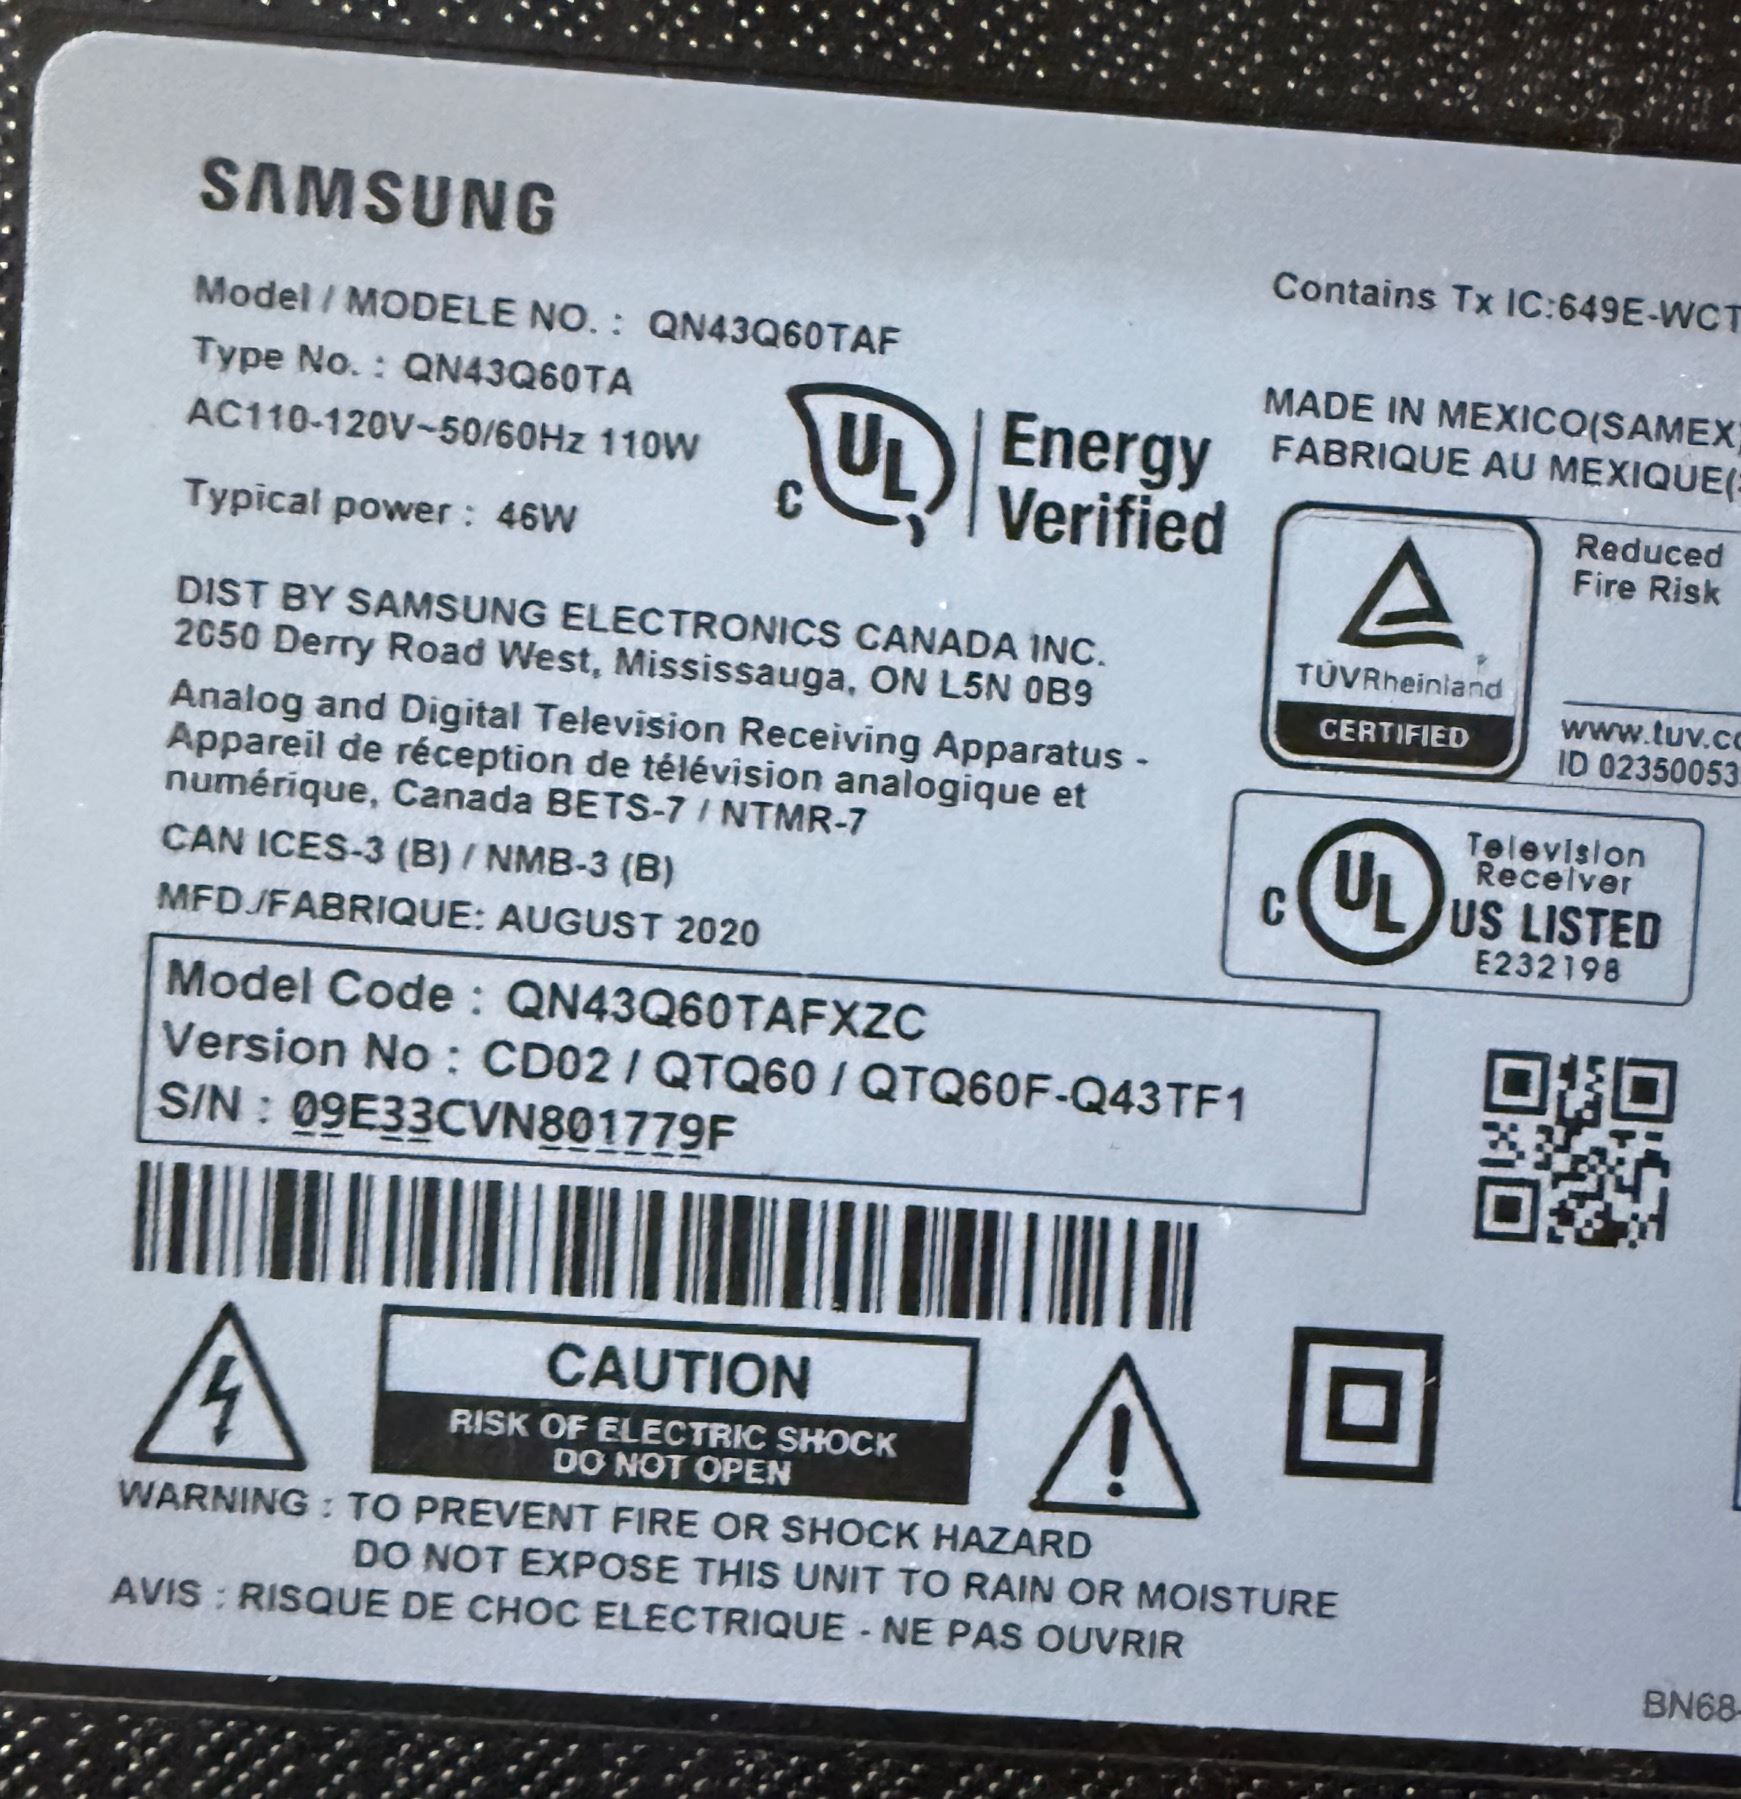 SAMSUNG
Model / MODELE NO. : QN43Q60TAF
Type No. : QN43Q60TA
AC110-120V~50/60Hz 110W
Typical power : 46W
C UL Energy
Verified
Contains Tx IC:649E-WCT
MADE IN MEXICO(SAMEX)
FABRIQUE AU MEXIQUE(
Reduced
Fire Risk
TÜVRheinland
CERTIFIED
www.tuv.co
ID 02350053
DIST BY SAMSUNG ELECTRONICS CANADA INC.
2050 Derry Road West, Mississauga, ON L5N 0B9
Analog and Digital Television Receiving Apparatus -
Appareil de réception de télévision analogique et
numérique, Canada BETS-7 / NTMR-7
CAN ICES-3 (B) / NMB-3 (B)
MFD./FABRIQUE: AUGUST 2020
C UL US LISTED
Television
Receiver
E232198
Model Code : QN43Q60TAFXZC
Version No : CD02 / QTQ60 / QTQ60F-Q43TF1
S/N : 09E33CVN801779F
CAUTION
RISK OF ELECTRIC SHOCK
DO NOT OPEN
WARNING : TO PREVENT FIRE OR SHOCK HAZARD
DO NOT EXPOSE THIS UNIT TO RAIN OR MOISTURE
AVIS : RISQUE DE CHOC ELECTRIQUE - NE PAS OUVRIR
BN68-